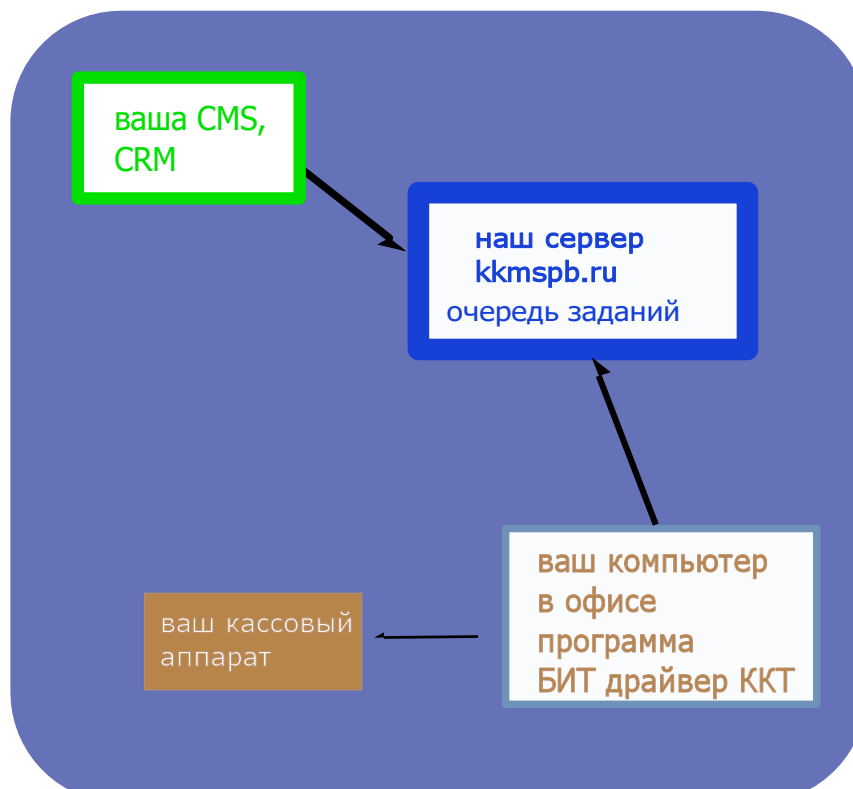 ваша CMS,
CRM
наш сервер
kkmspb.ru
очередь заданий
ваш компьютер
в офисе
программа
БИТ драйвер ККТ
ваш кассовый
аппарат